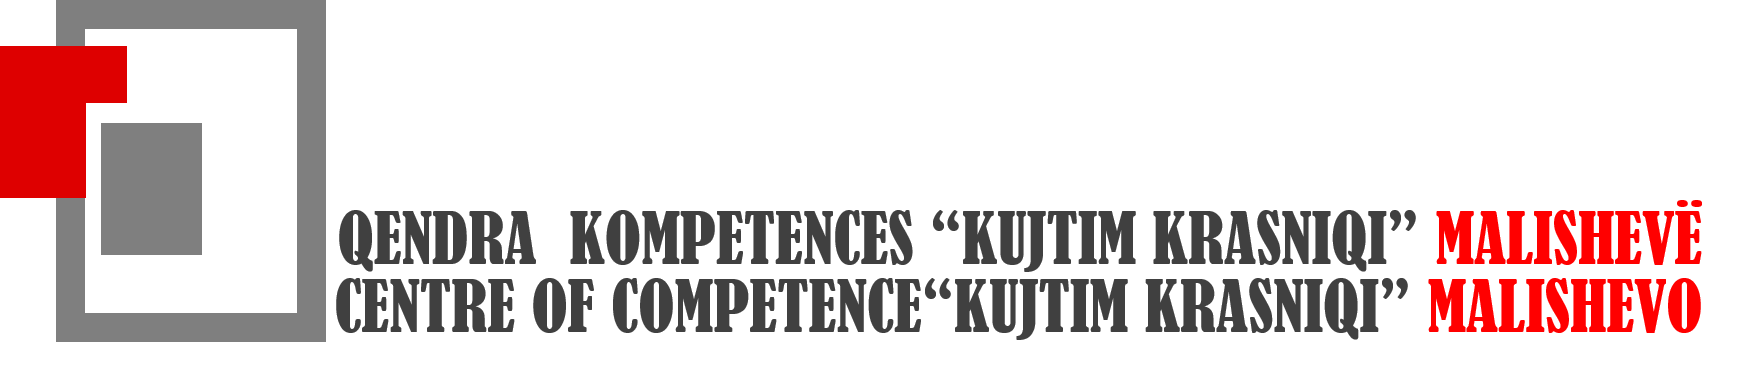 QENDRA KOMPETENCES “KUJTIM KRASNIQI” MALISHEVË
CENTRE OF COMPETENCE“KUJTIM KRASNIQI” MALISHEVO